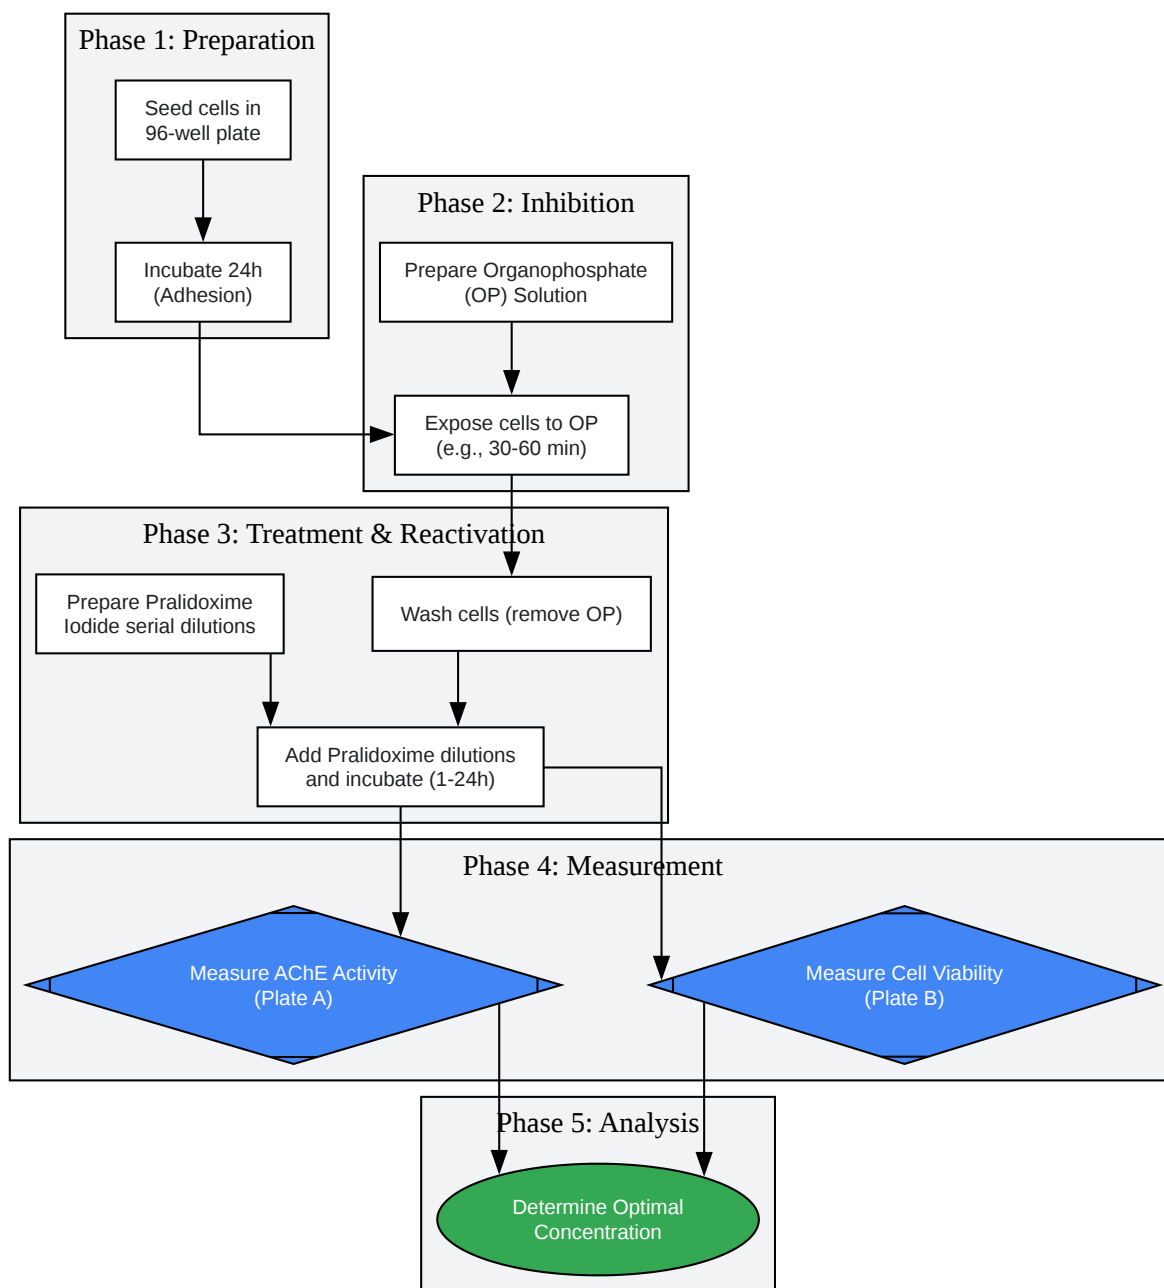 Phase 1: Preparation
Seed cells in
96-well plate
Incubate 24h
(Adhesion)
Phase 2: Inhibition
Prepare Organophosphate
(OP) Solution
Expose cells to OP
(e.g., 30-60 min)
Phase 3: Treatment & Reactivation
Prepare Pralidoxime
Iodide serial dilutions
Wash cells (remove OP)
Add Pralidoxime dilutions
and incubate (1-24h)
Phase 4: Measurement
Measure AChE Activity
(Plate A)
Measure Cell Viability
(Plate B)
Phase 5: Analysis
Determine Optimal
Concentration